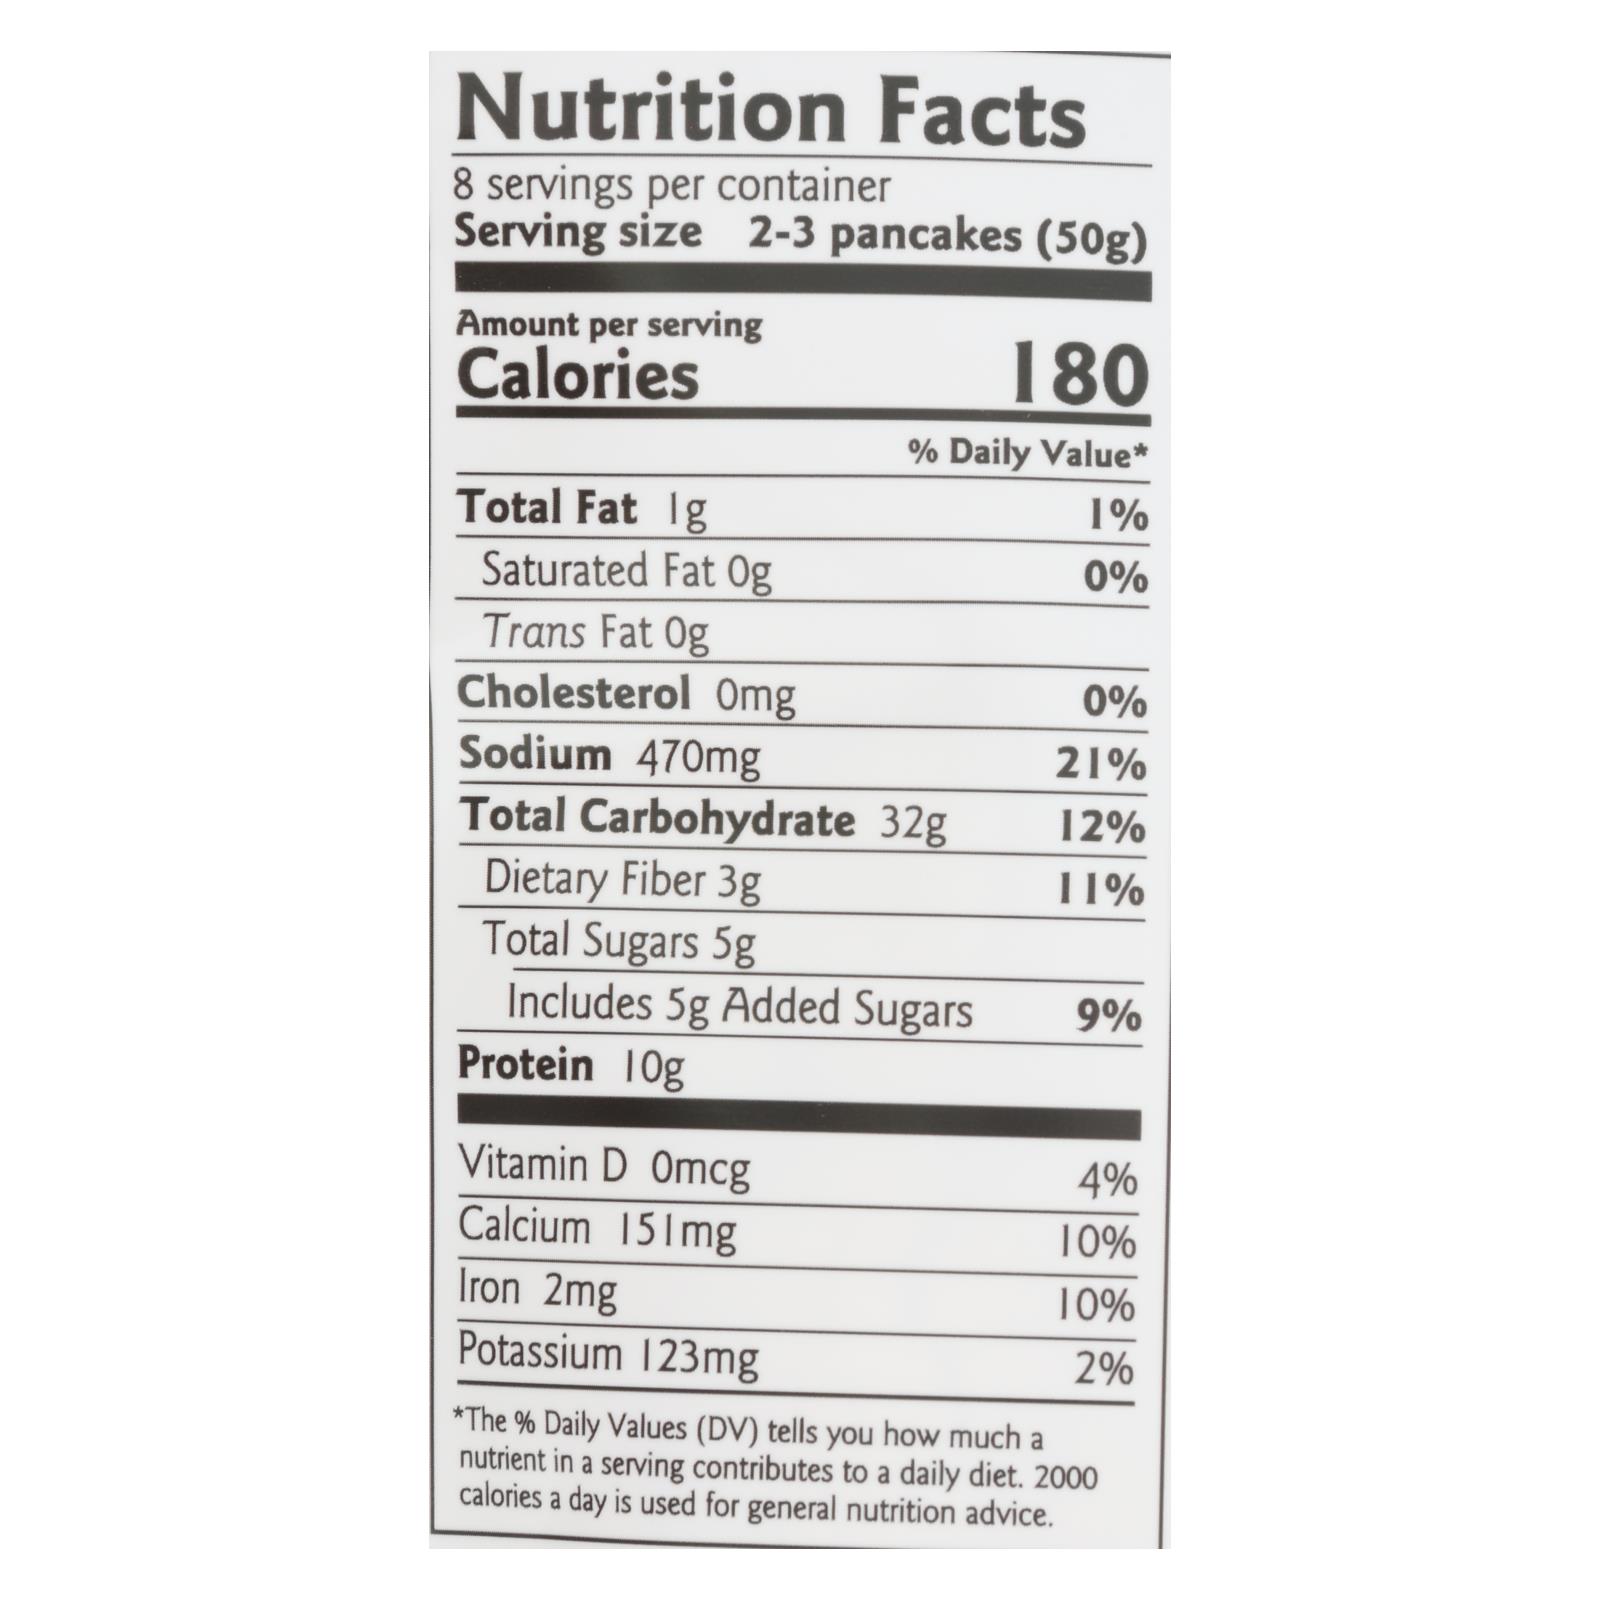 Nutrition Facts
8 servings per container
Serving size 2-3 pancakes (50g)
Amount per serving
Calories 180
% Daily Value*
Total Fat 1g 1%
Saturated Fat 0g 0%
Trans Fat 0g
Cholesterol 0mg 0%
Sodium 470mg 21%
Total Carbohydrate 32g 12%
Dietary Fiber 3g 11%
Total Sugars 5g
Includes 5g Added Sugars 9%
Protein 10g
Vitamin D 0mcg 4%
Calcium 151mg 10%
Iron 2mg 10%
Potassium 123mg 2%
*The % Daily Values (DV) tells you how much a
nutrient in a serving contributes to a daily diet. 2000
calories a day is used for general nutrition advice.